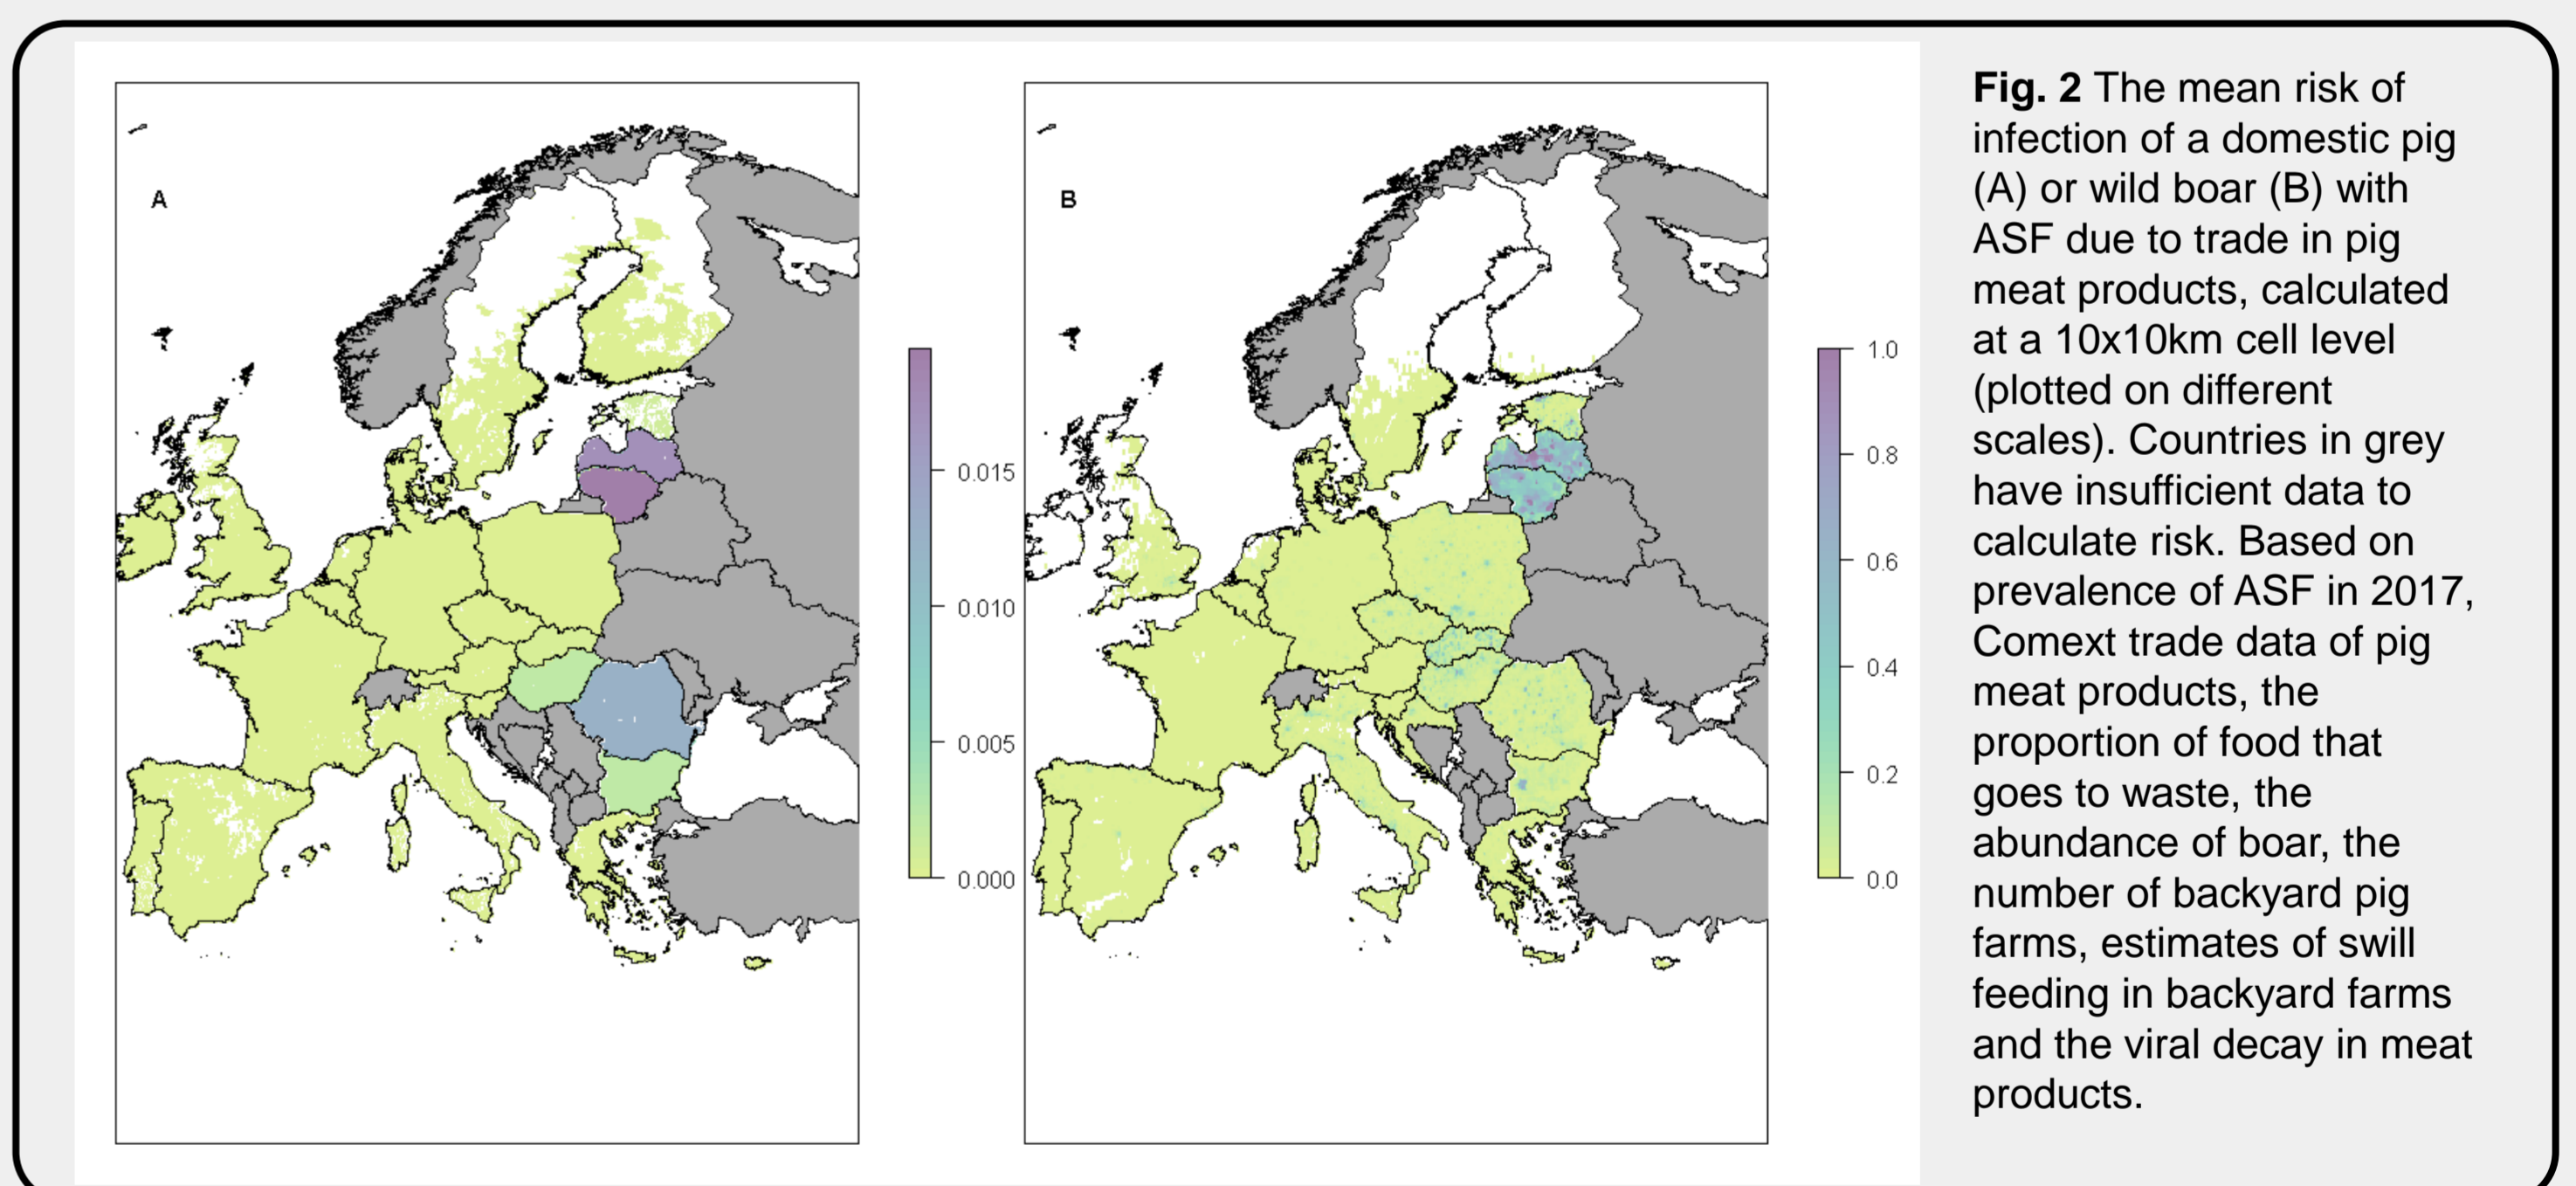 A
0.015
0.010
0.005
0.000
B
1.0
0.8
0.6
0.4
0.2
0.0
Fig. 2 The mean risk of
infection of a domestic pig
(A) or wild boar (B) with
ASF due to trade in pig
meat products, calculated
at a 10x10km cell level
(plotted on different
scales). Countries in grey
have insufficient data to
calculate risk. Based on
prevalence of ASF in 2017,
Comext trade data of pig
meat products, the
proportion of food that
goes to waste, the
abundance of boar, the
number of backyard pig
farms, estimates of swill
feeding in backyard farms
and the viral decay in meat
products.